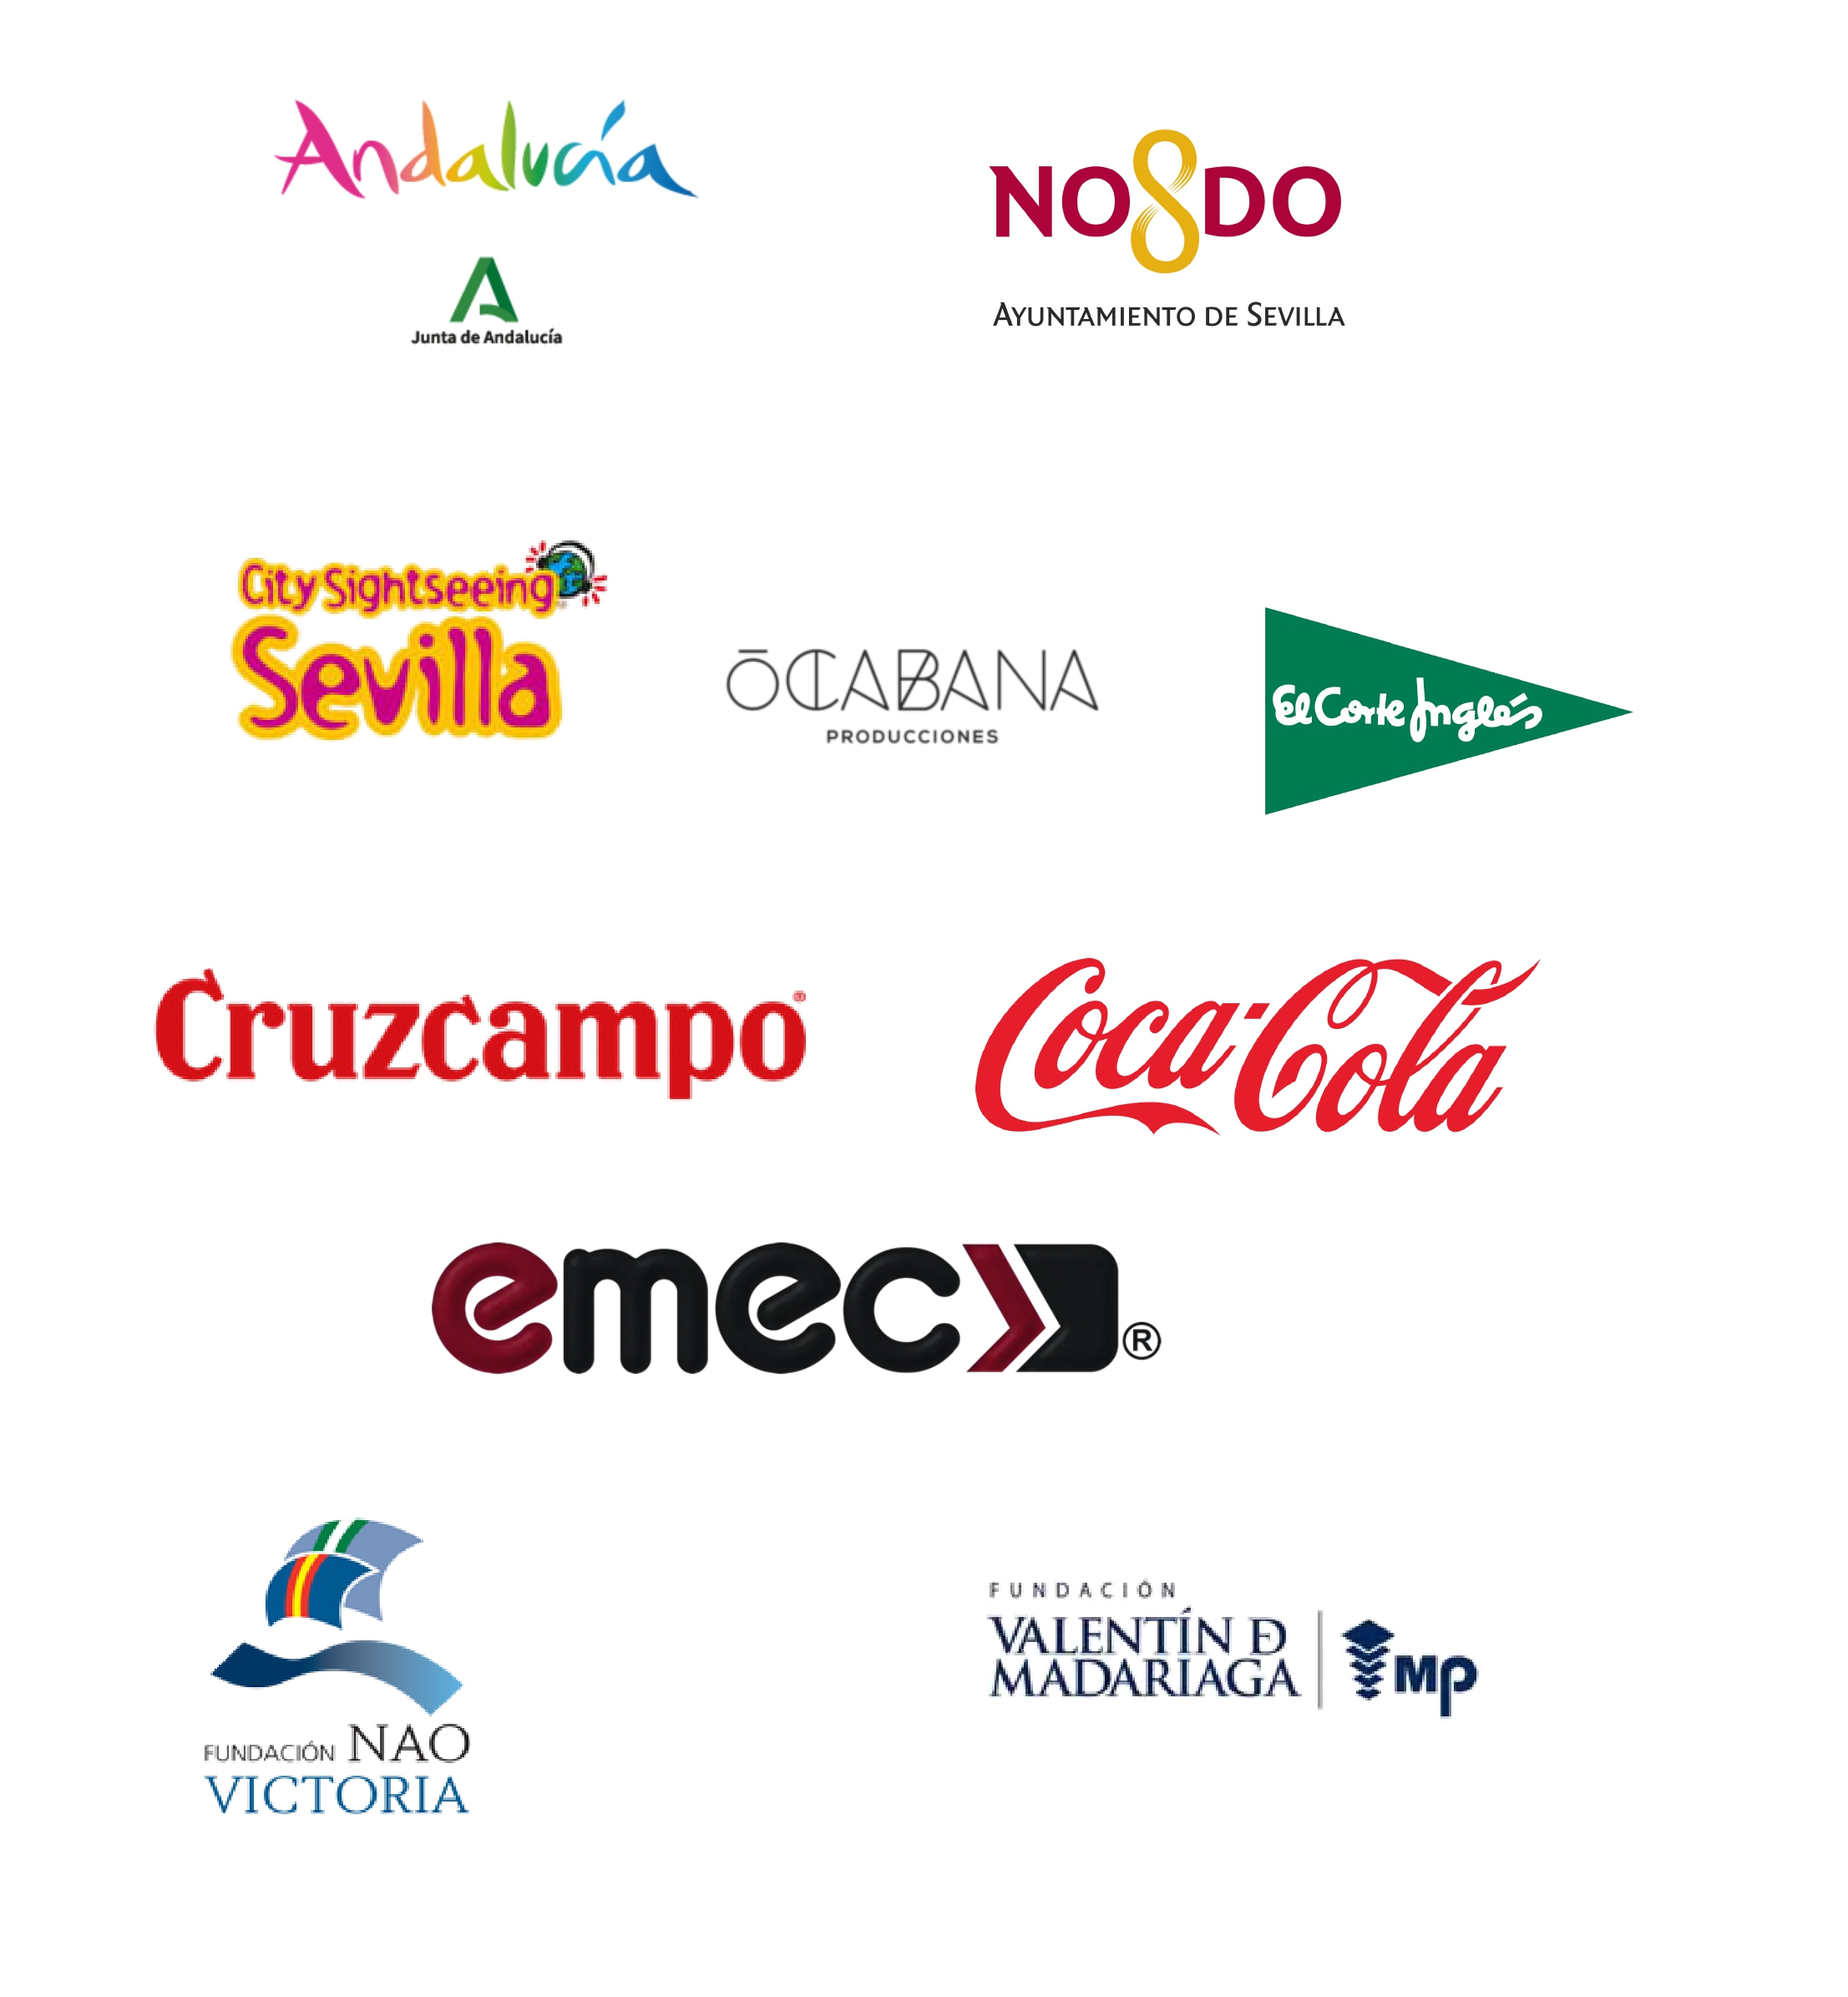 Andalucía
Junta de Andalucía
NO8DO
AYUNTAMIENTO DE SEVILLA
City Sightseeing
Sevilla
ŌCABANA
PRODUCCIONES
El Corte Inglés
Cruzcampo®
Coca-Cola
emec®
FUNDACIÓN NAO
VICTORIA
FUNDACIÓN
VALENTÍN DE
MADARIAGA
MP